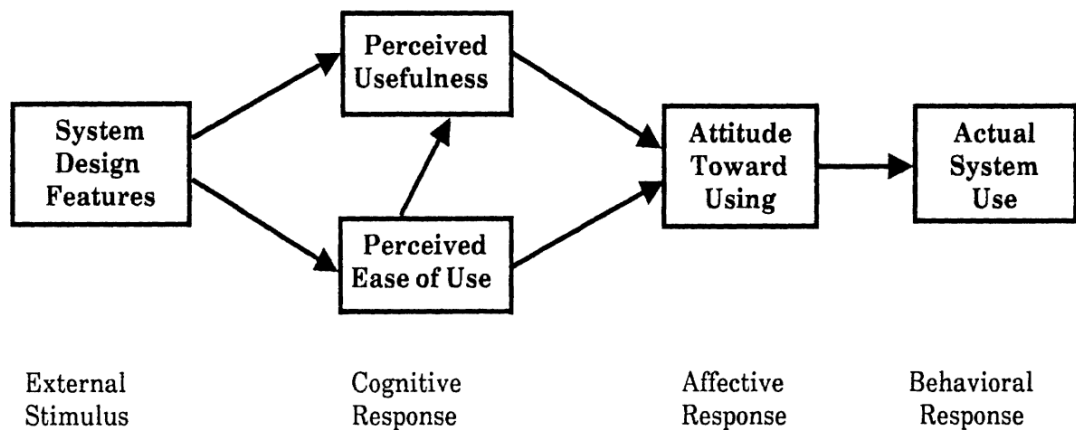 Perceived
Usefulness
System
Design
Features
Attitude
Toward
Using
Actual
System
Use
Perceived
Ease of Use
External
Stimulus
Cognitive
Response
Affective
Response
Behavioral
Response